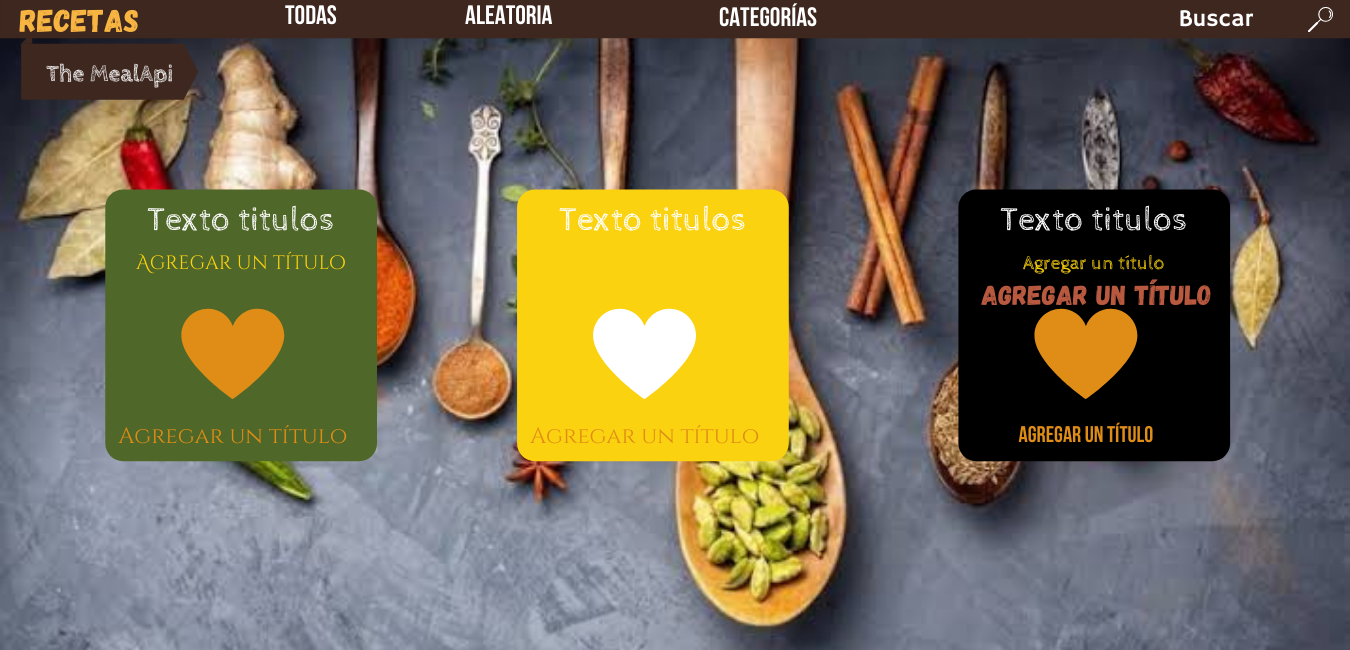 RECETAS
TODAS
ALEATORIA
CATEGORÍAS
Buscar
The MealApi
Texto titulos
Agregar un título
Agregar un título
Texto titulos
Agregar un título
Texto titulos
Agregar un título
AGREGAR UN TÍTULO
AGREGAR UN TÍTULO